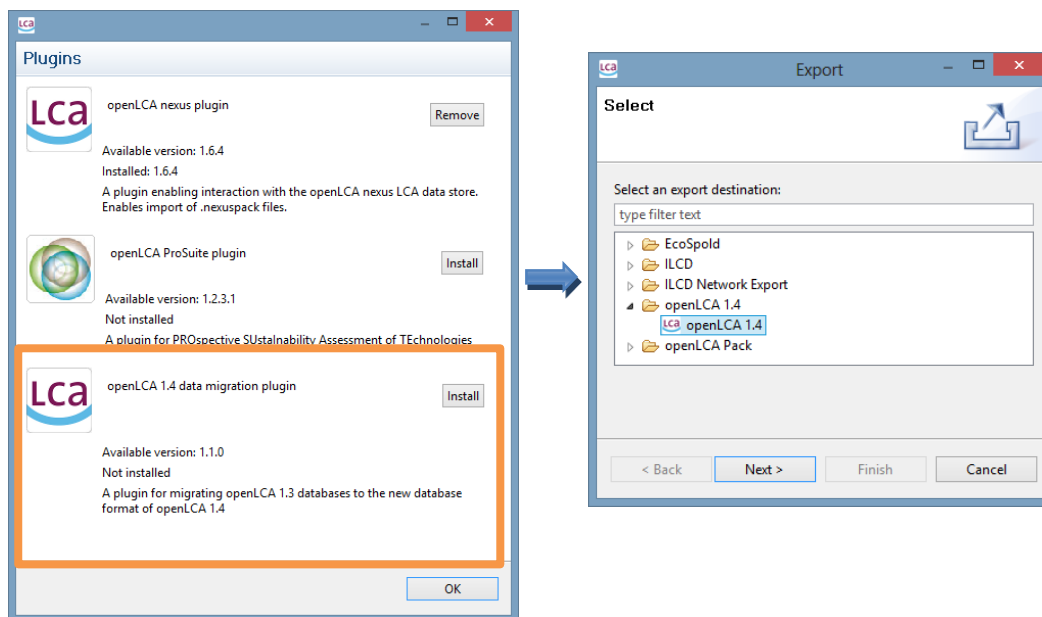 LCA
Plugins
LCA
openLCA nexus plugin
Remove
Available version: 1.6.4
Installed: 1.6.4
A plugin enabling interaction with the openLCA nexus LCA data store.
Enables import of .nexuspack files.
openLCA ProSuite plugin
Install
Available version: 1.2.3.1
Not installed
A plugin for PROspective SUstaInability Assessment of TEchnologies
LCA
openLCA 1.4 data migration plugin
Install
Available version: 1.1.0
Not installed
A plugin for migrating openLCA 1.3 databases to the new database
format of openLCA 1.4
OK
LCA
Export
Select
Select an export destination:
type filter text
EcoSpold
ILCD
ILCD Network Export
openLCA 1.4
LCA openLCA 1.4
openLCA Pack
< Back
Next >
Finish
Cancel